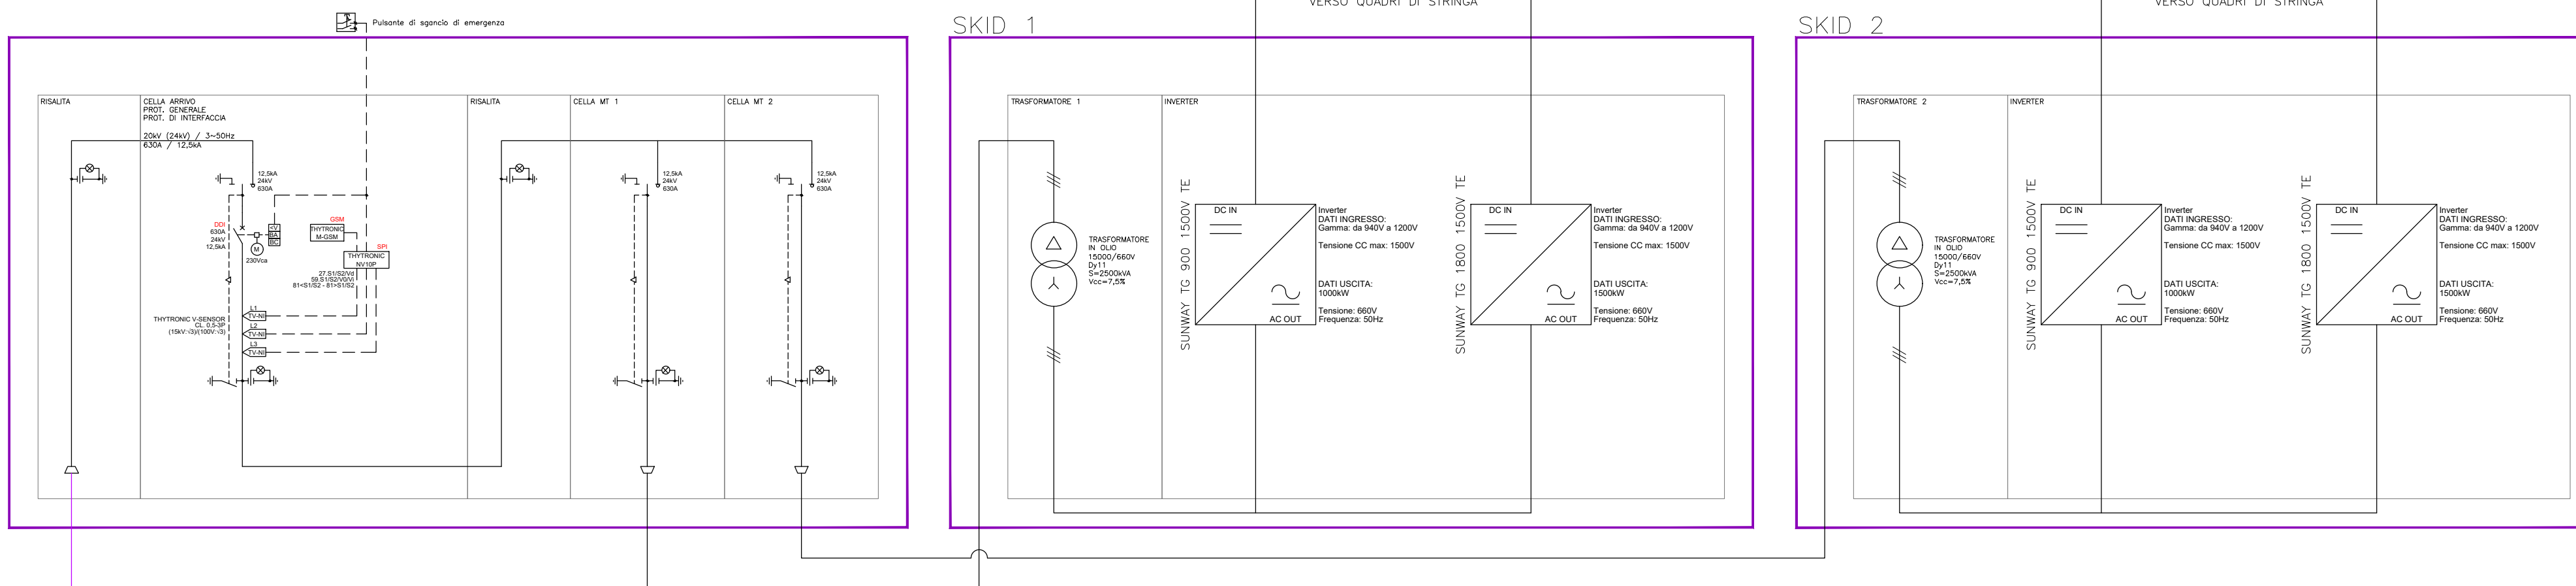 Pulsante di sgancio di emergenza
RISALITA
CELLA ARRIVO
PROT. GENERALE
PROT. DI INTERFACCIA
20kV (24kV) / 3~50Hz
630A / 12,5kA
12,5kA
24kV
630A
DDI
630A
24kV
12,5kA
<V
BA
BC
M
230Vca
GSM
THYTRONIC
M-GSM
SPI
THYTRONIC
NV10P
27.S1/S2/Vd
59.S1/S2/V0/Vi
81<S1/S2 - 81>S1/S2
THYTRONIC V-SENSOR
CL. 0,5-3P
(15kV:√3)/(100V:√3)
L1
TV-NI
L2
TV-NI
L3
TV-NI
RISALITA
CELLA MT 1
12,5kA
24kV
630A
CELLA MT 2
12,5kA
24kV
630A
SKID 1
VERSO QUADRI DI STRINGA
TRASFORMATORE 1
TRASFORMATORE
IN OLIO
15000/660V
Dy11
S=2500kVA
Vcc=7,5%
INVERTER
SUNWAY TG 900 1500V TE
DC IN
AC OUT
Inverter
DATI INGRESSO:
Gamma: da 940V a 1200V
Tensione CC max: 1500V
DATI USCITA:
1000kW
Tensione: 660V
Frequenza: 50Hz
SUNWAY TG 1800 1500V TE
DC IN
AC OUT
Inverter
DATI INGRESSO:
Gamma: da 940V a 1200V
Tensione CC max: 1500V
DATI USCITA:
1500kW
Tensione: 660V
Frequenza: 50Hz
SKID 2
VERSO QUADRI DI STRINGA
TRASFORMATORE 2
TRASFORMATORE
IN OLIO
15000/660V
Dy11
S=2500kVA
Vcc=7,5%
INVERTER
SUNWAY TG 900 1500V TE
DC IN
AC OUT
Inverter
DATI INGRESSO:
Gamma: da 940V a 1200V
Tensione CC max: 1500V
DATI USCITA:
1000kW
Tensione: 660V
Frequenza: 50Hz
SUNWAY TG 1800 1500V TE
DC IN
AC OUT
Inverter
DATI INGRESSO:
Gamma: da 940V a 1200V
Tensione CC max: 1500V
DATI USCITA:
1500kW
Tensione: 660V
Frequenza: 50Hz